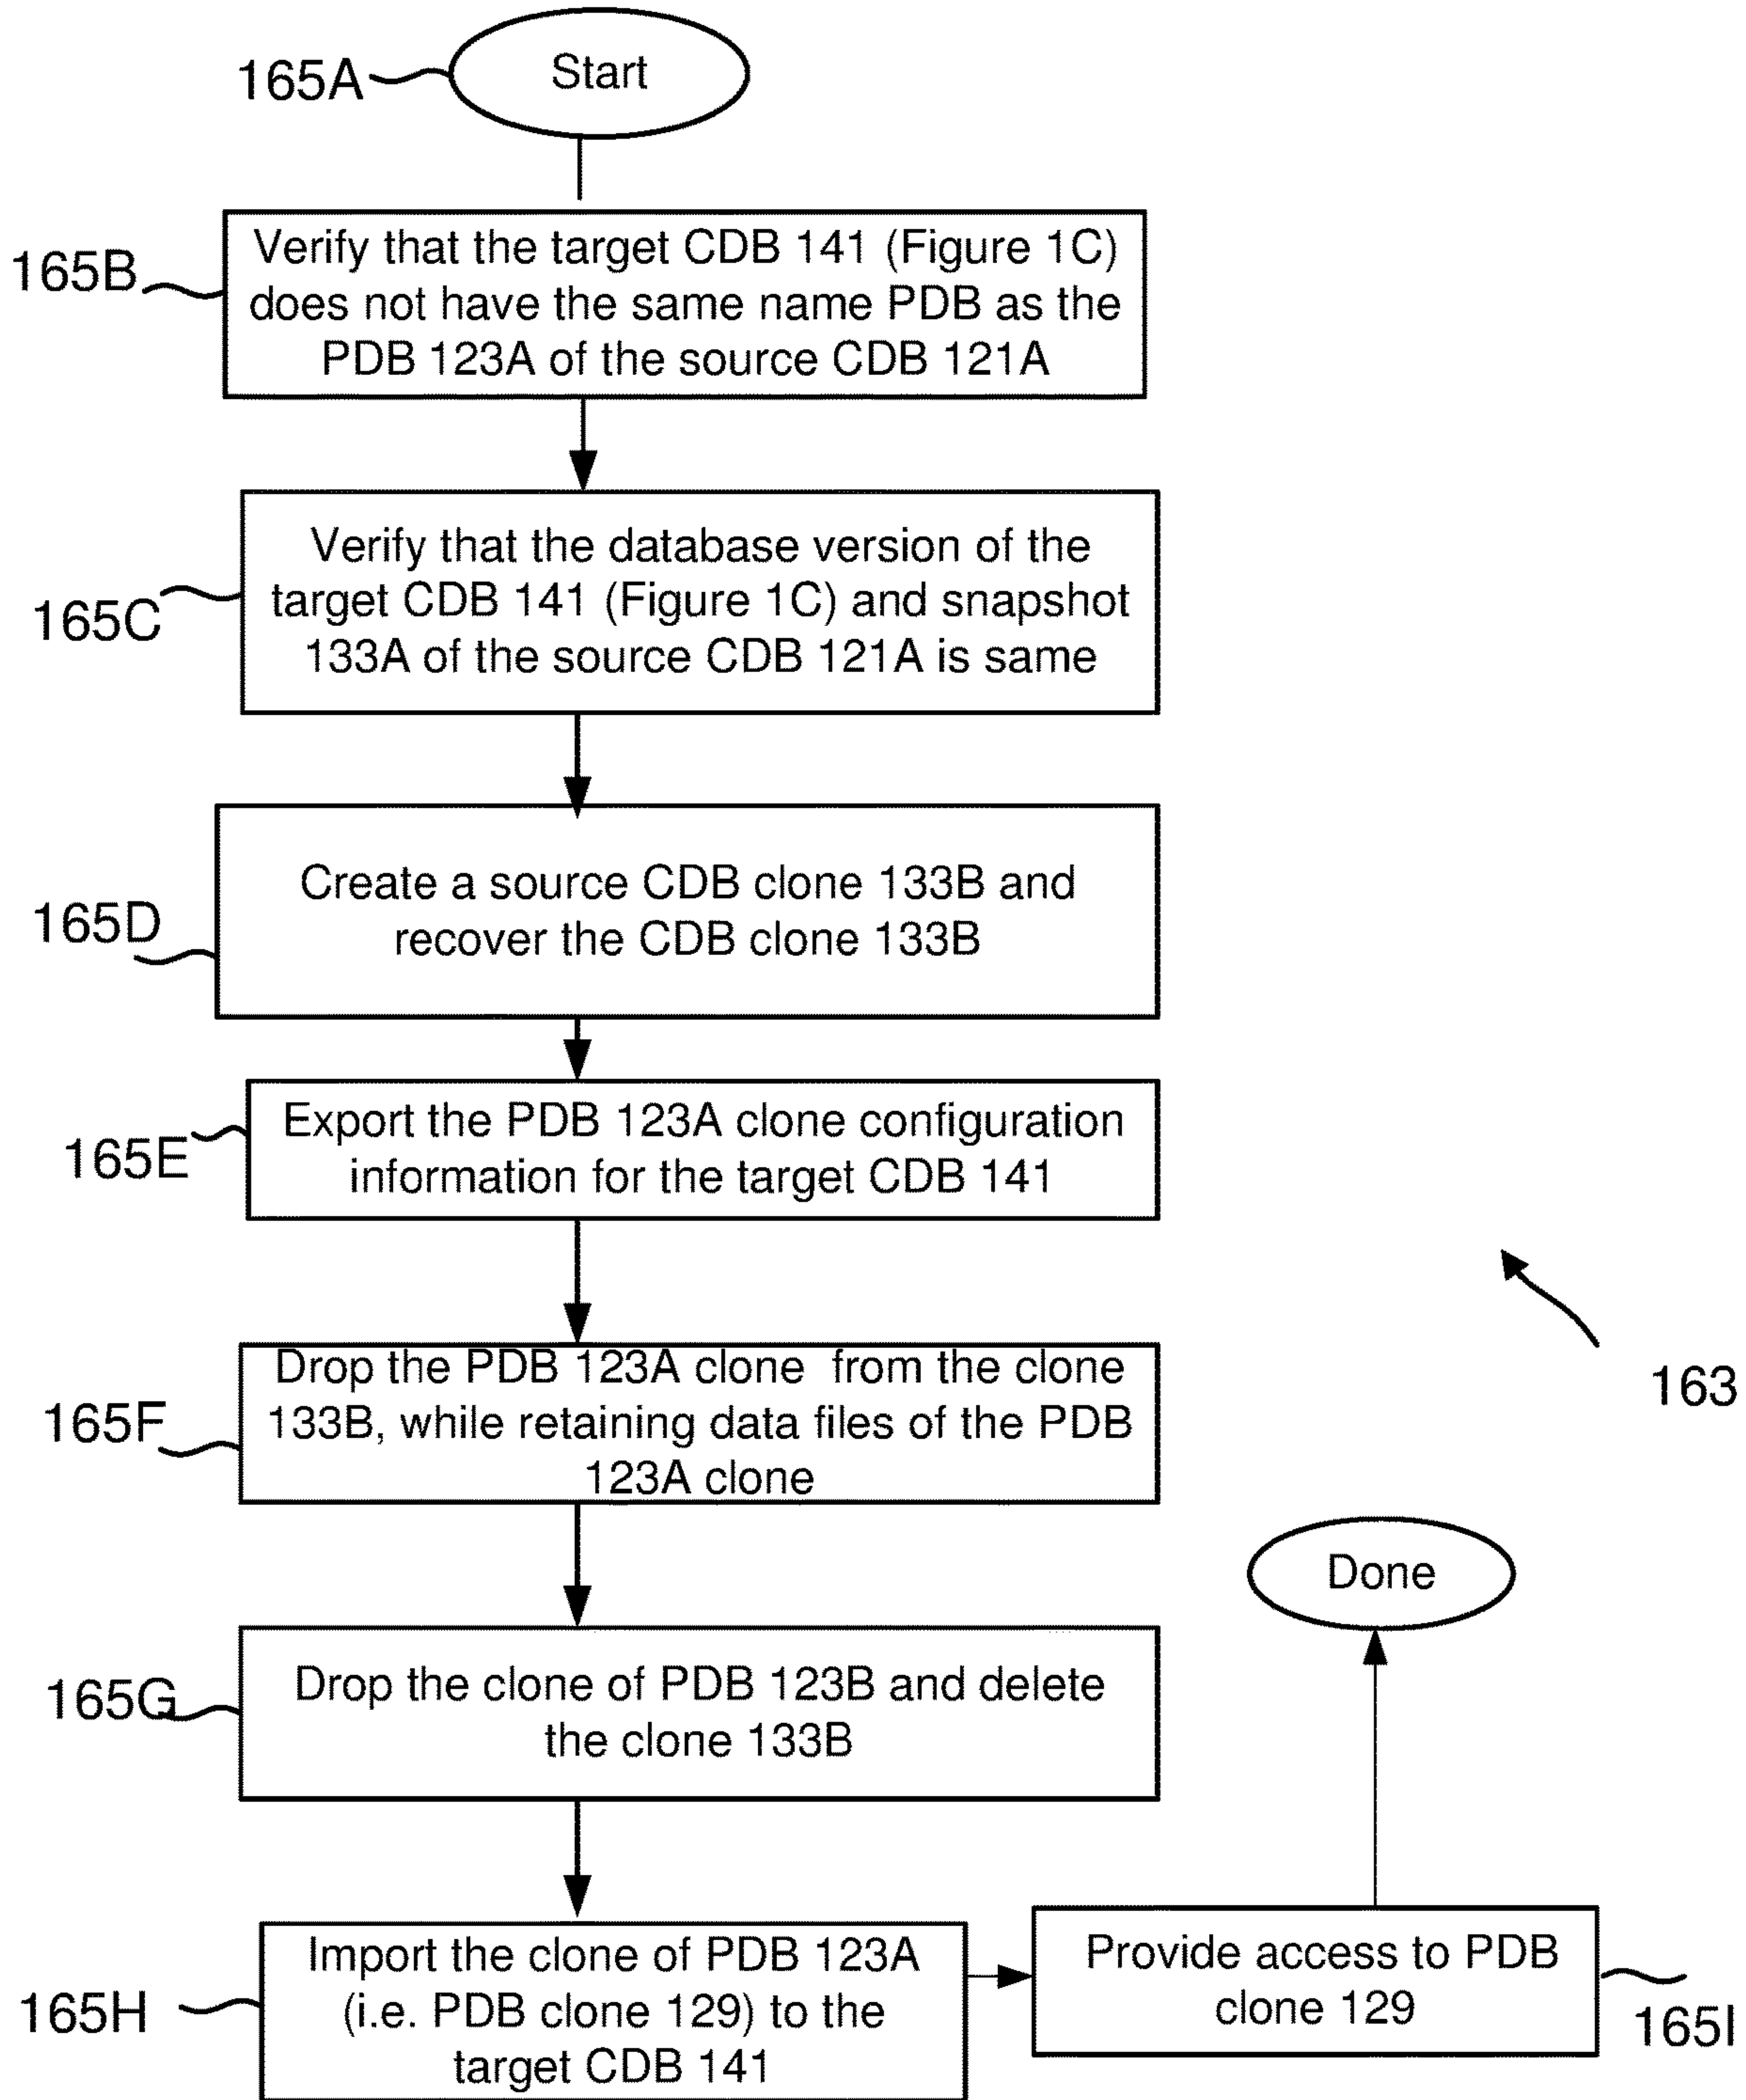 165A
Start
165B
Verify that the target CDB 141 (Figure 1C)
does not have the same name PDB as the
PDB 123A of the source CDB 121A
165C
Verify that the database version of the
target CDB 141 (Figure 1C) and snapshot
133A of the source CDB 121A is same
165D
Create a source CDB clone 133B and
recover the CDB clone 133B
165E
Export the PDB 123A clone configuration
information for the target CDB 141
163
165F
Drop the PDB 123A clone from the clone
133B, while retaining data files of the PDB
123A clone
165G
Drop the clone of PDB 123B and delete
the clone 133B
165H
Import the clone of PDB 123A
(i.e. PDB clone 129) to the
target CDB 141
Provide access to PDB
clone 129
165I
Done